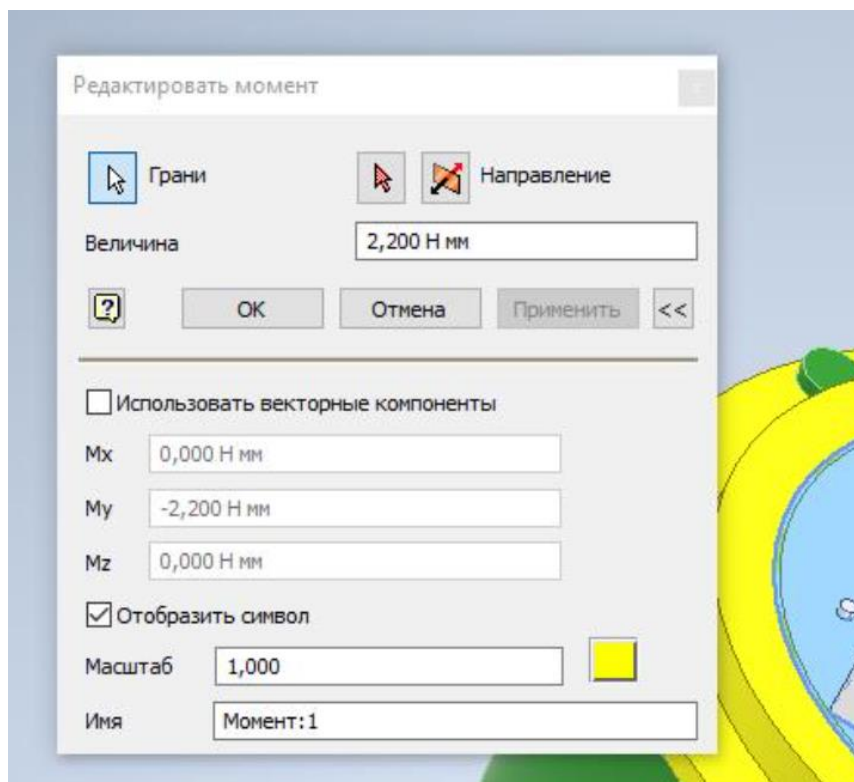 Редактировать момент
Грани
Направление
Величина
2,200 Н мм
ОК
Отмена
Применить
<<
Использовать векторные компоненты
Mx
0,000 Н мм
My
-2,200 Н мм
Mz
0,000 Н мм
Отобразить символ
Масштаб
1,000
Имя
Момент:1